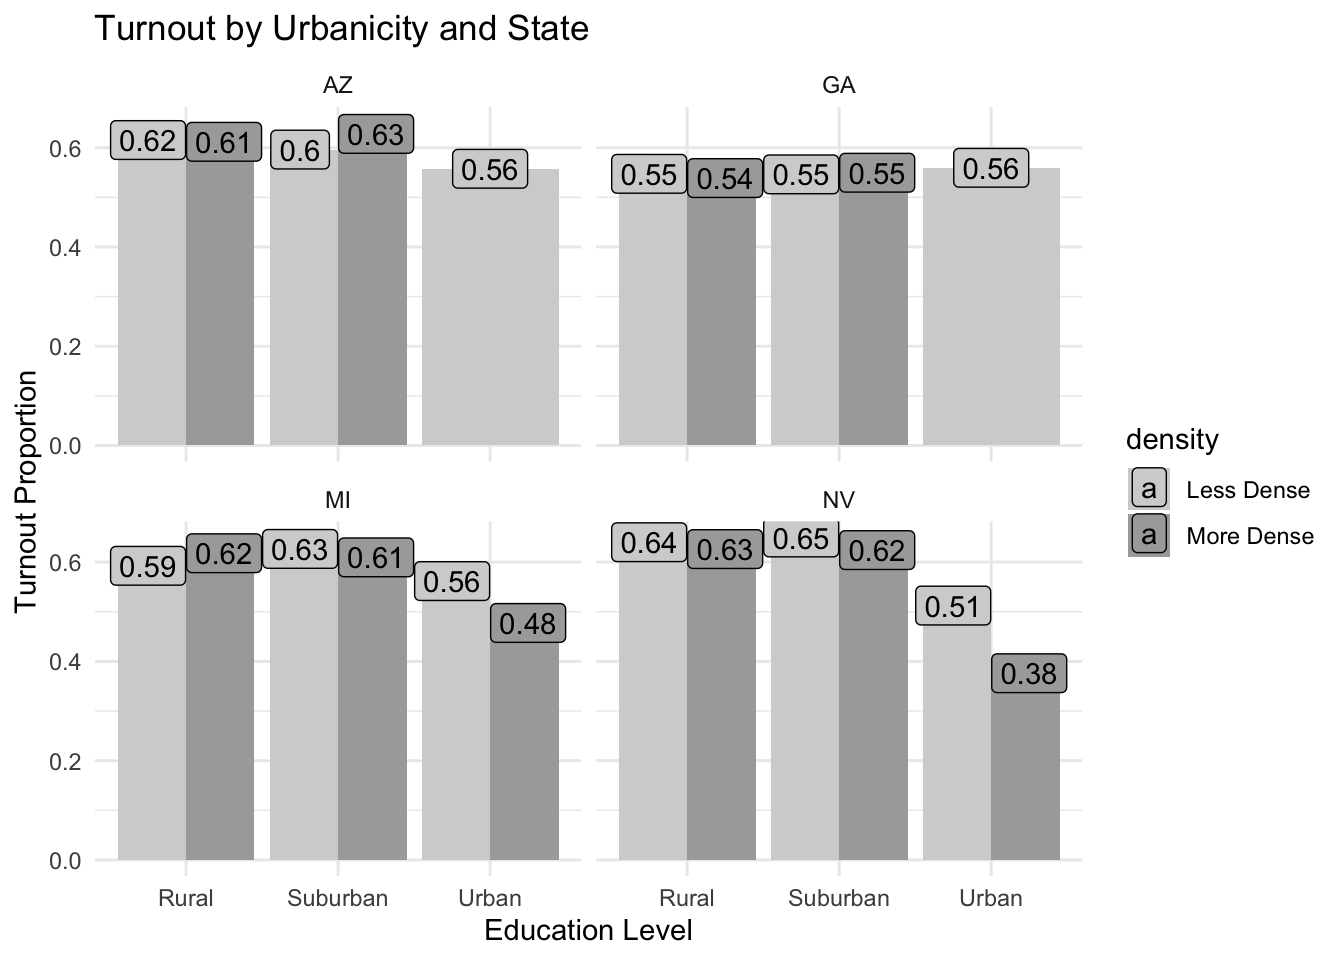 Turnout by Urbanicity and State
AZ
GA
0.62 0.61 0.6 0.63 0.56
0.55 0.54 0.55 0.55 0.56
0.6
0.4
0.2
0.0
MI
NV
0.59 0.62 0.63 0.61 0.56 0.48
0.64 0.63 0.65 0.62 0.51 0.38
0.6
0.4
0.2
0.0
Rural Suburban Urban
Rural Suburban Urban
Education Level
Turnout Proportion
density
a Less Dense
a More Dense